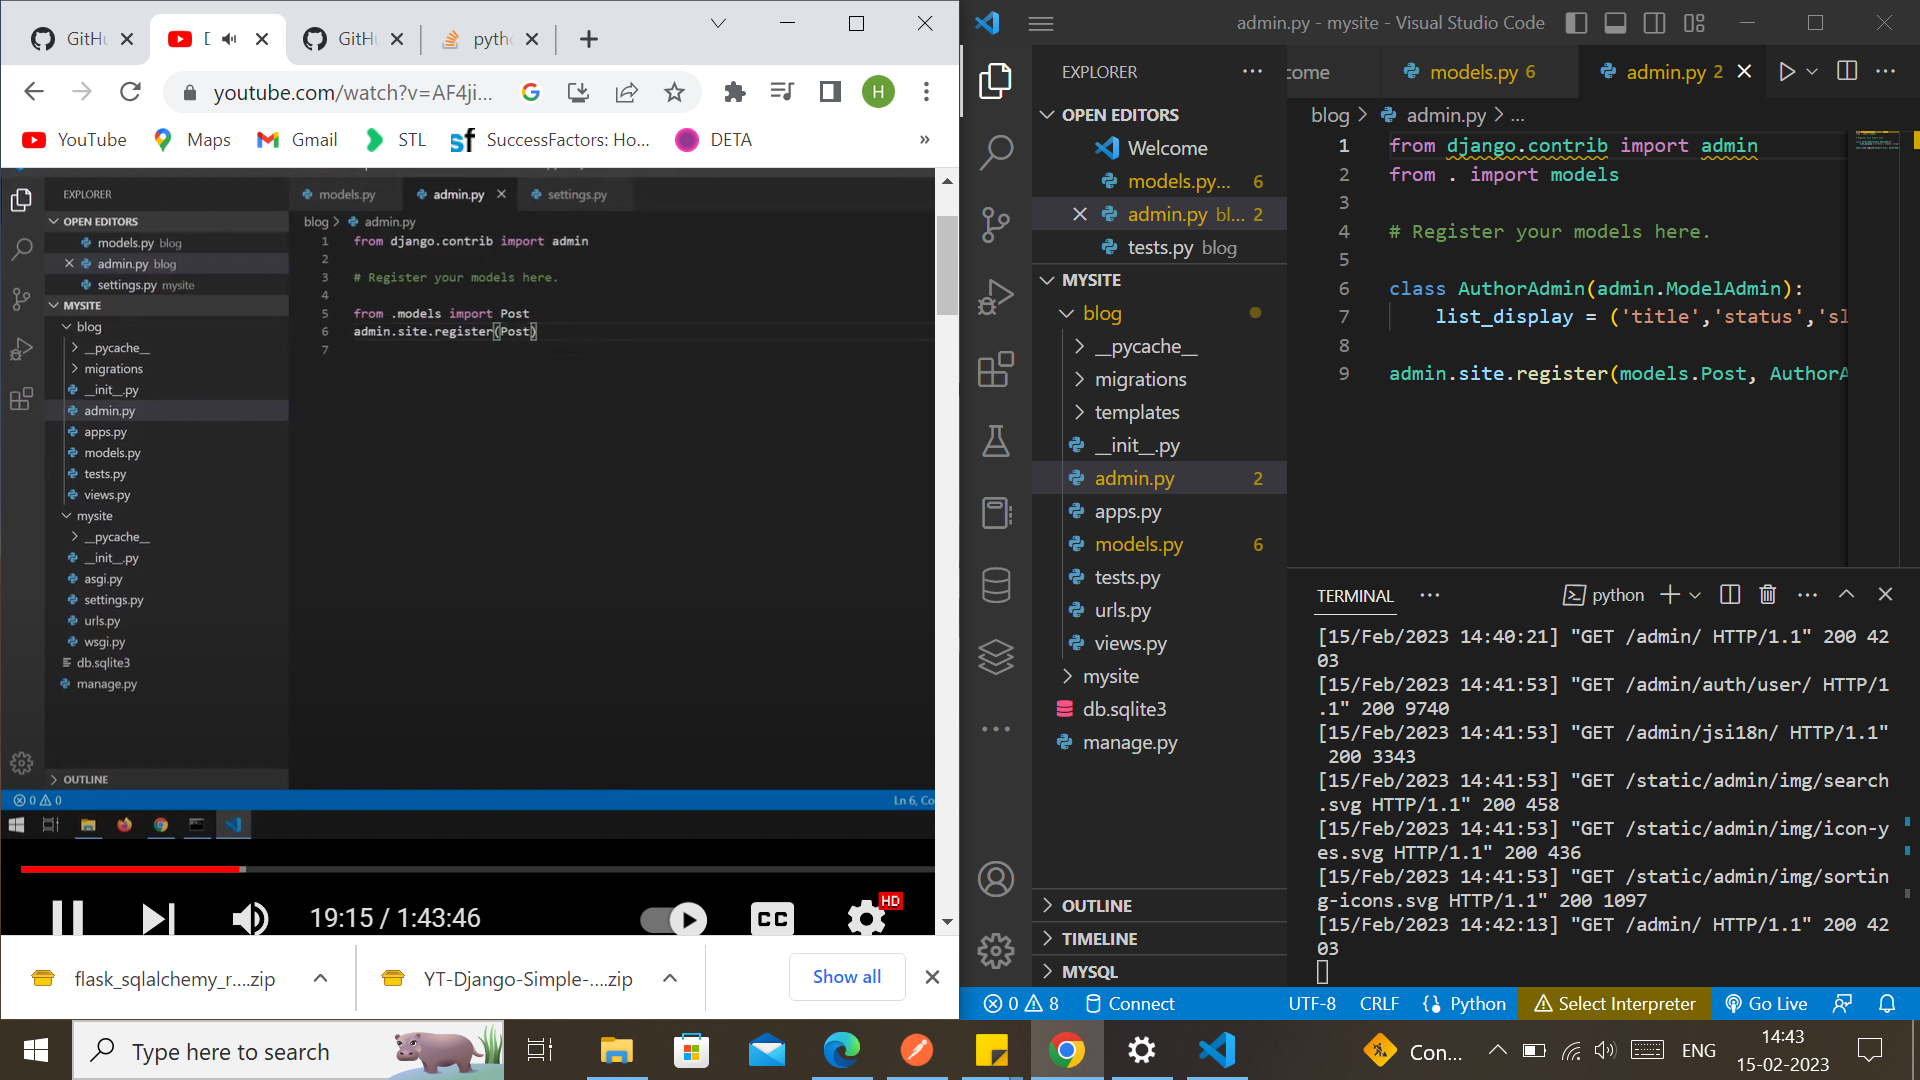 GitHu
D
GitHu
pytho
youtube.com/watch?v=AF4ji...
H
YouTube
Maps
Gmail
STL
SuccessFactors: Ho...
DETA
»
EXPLORER
OPEN EDITORS
models.py blog
admin.py blog
settings.py mysite
MYSITE
blog
__pycache__
migrations
__init__.py
admin.py
apps.py
models.py
tests.py
views.py
mysite
__pycache__
__init__.py
asgi.py
settings.py
urls.py
wsgi.py
db.sqlite3
manage.py
OUTLINE
models.py
admin.py
settings.py
blog > admin.py
1 from django.contrib import admin
2
3 # Register your models here.
4
5 from .models import Post
6 admin.site.register(Post)
7
0 0
Ln 6, Co
19:15 / 1:43:46
CC
HD
flask_sqlalchemy_r....zip
YT-Django-Simple-....zip
Show all
admin.py - mysite - Visual Studio Code
EXPLORER
OPEN EDITORS
Welcome
models.py... 6
admin.py bl... 2
tests.py blog
MYSITE
blog
__pycache__
migrations
templates
__init__.py
admin.py 2
apps.py
models.py 6
tests.py
urls.py
views.py
mysite
db.sqlite3
manage.py
OUTLINE
TIMELINE
MYSQL
come
models.py 6
admin.py 2
blog > admin.py > ...
1 from django.contrib import admin
2 from . import models
3
4 # Register your models here.
5
6 class AuthorAdmin(admin.ModelAdmin):
7 list_display = ('title','status','sl
8
9 admin.site.register(models.Post, AuthorA
TERMINAL
python
[15/Feb/2023 14:40:21] "GET /admin/ HTTP/1.1" 200 42
03
[15/Feb/2023 14:41:53] "GET /admin/auth/user/ HTTP/1
.1" 200 9740
[15/Feb/2023 14:41:53] "GET /admin/jsi18n/ HTTP/1.1"
200 3343
[15/Feb/2023 14:41:53] "GET /static/admin/img/search
.svg HTTP/1.1" 200 458
[15/Feb/2023 14:41:53] "GET /static/admin/img/icon-y
es.svg HTTP/1.1" 200 436
[15/Feb/2023 14:41:53] "GET /static/admin/img/sortin
g-icons.svg HTTP/1.1" 200 1097
[15/Feb/2023 14:42:13] "GET /admin/ HTTP/1.1" 200 42
03
0 8 Connect
UTF-8 CRLF Python Select Interpreter Go Live
Type here to search
Con...
ENG
14:43
15-02-2023